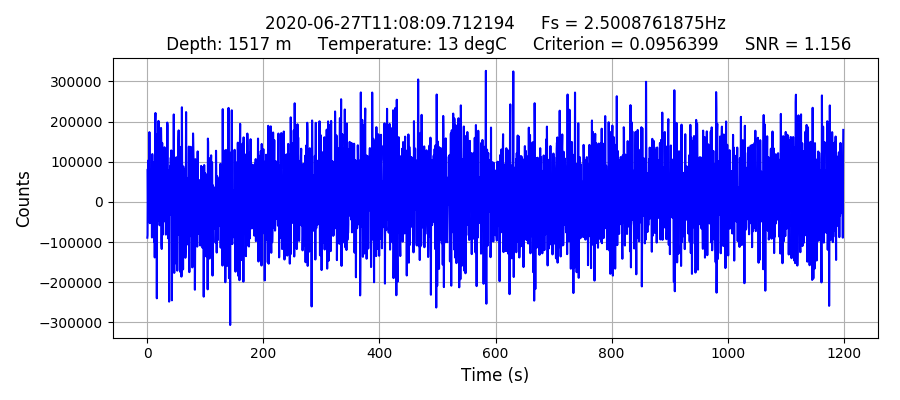 2020-06-27T11:08:09.712194 Fs = 2.5008761875Hz
Depth: 1517 m Temperature: 13 degC Criterion = 0.0956399 SNR = 1.156
300000
200000
100000
0
−100000
−200000
−300000
Counts
0 200 400 600 800 1000 1200
Time (s)